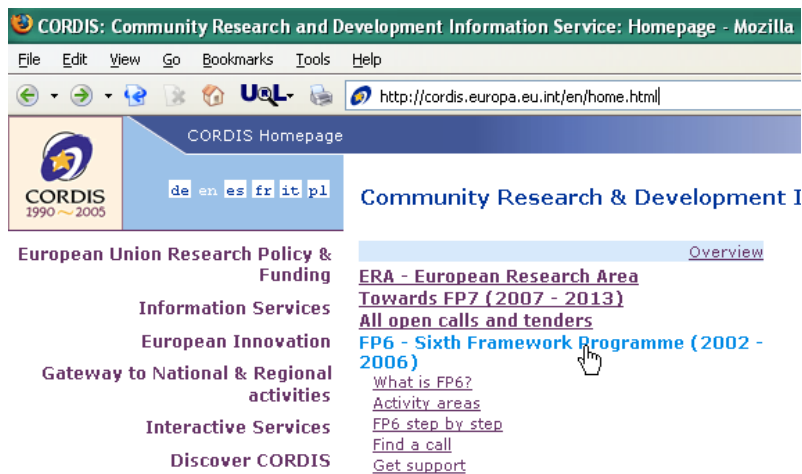 CORDIS: Community Research and Development Information Service: Homepage - Mozilla
File Edit View Go Bookmarks Tools Help
URL
http://cordis.europa.eu.int/en/home.html
CORDIS Homepage
CORDIS
1990 ~ 2005
de en es fr it pl
Community Research & Development I
European Union Research Policy &
Funding
Information Services
European Innovation
Gateway to National & Regional
activities
Interactive Services
Discover CORDIS
Overview
ERA - European Research Area
Towards FP7 (2007 - 2013)
All open calls and tenders
FP6 - Sixth Framework Programme (2002 -
2006)
What is FP6?
Activity areas
FP6 step by step
Find a call
Get support